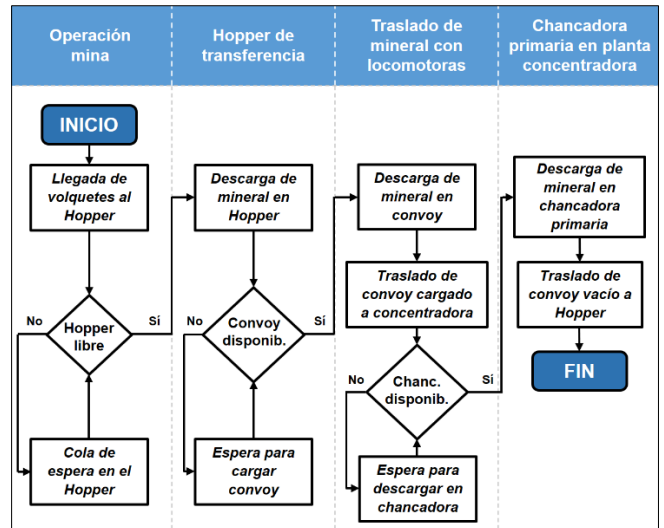 Operación
mina
Hopper de
transferencia
Traslado de
mineral con
locomotoras
Chancadora
primaria en planta
concentradora
INICIO
Llegada de
volquetes al
Hopper
Hopper
libre
No
Sí
Cola de
espera en el
Hopper
Descarga de
mineral en
Hopper
Convoy
disponib.
No
Sí
Espera para
cargar
convoy
Descarga de
mineral en
convoy
Traslado de
convoy cargado
a concentradora
Chanc.
disponib.
No
Si
Espera para
descargar en
chancadora
Descarga de
mineral en
chancadora
primaria
Traslado de
convoy vacío a
Hopper
FIN